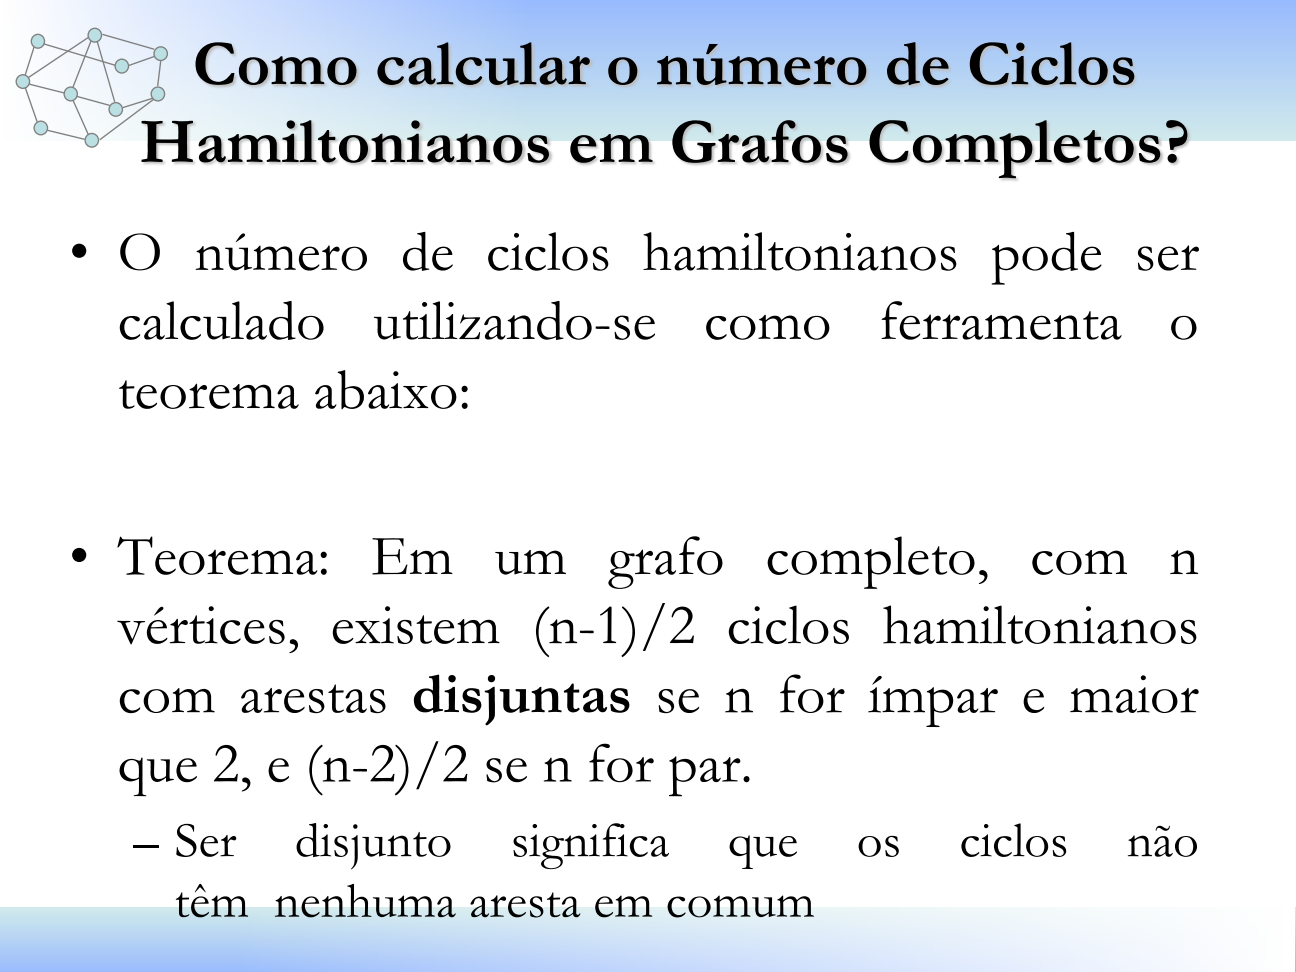 Como calcular o número de Ciclos
Hamiltonianos em Grafos Completos?
• O número de ciclos hamiltonianos pode ser
calculado utilizando-se como ferramenta o
teorema abaixo:
• Teorema: Em um grafo completo, com n
vértices, existem (n-1)/2 ciclos hamiltonianos
com arestas disjuntas se n for ímpar e maior
que 2, e (n-2)/2 se n for par.
– Ser disjunto significa que os ciclos não
têm nenhuma aresta em comum